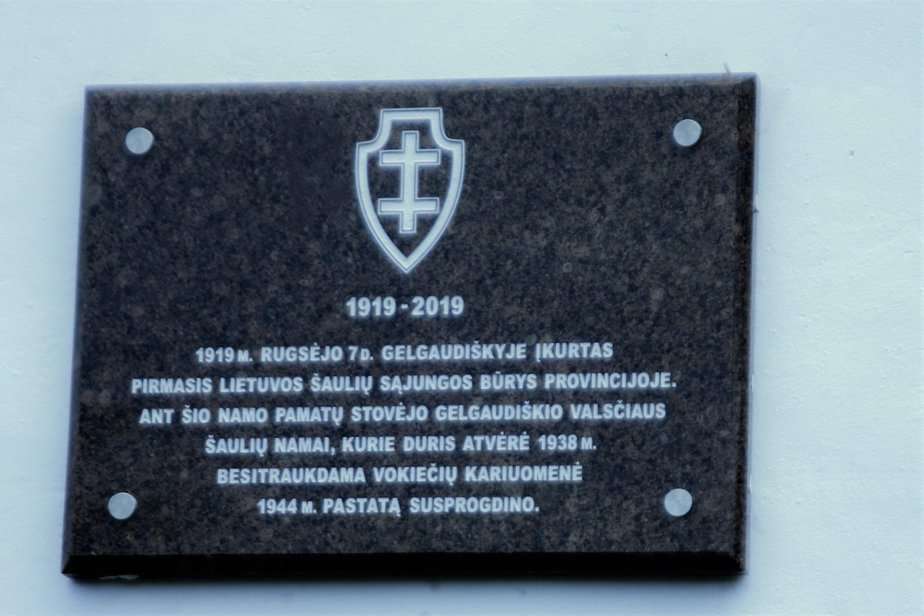 1919 - 2019
1919 M. RUGSĖJO 7 D. GELGAUDIŠKYJE ĮKURTAS
PIRMASIS LIETUVOS ŠAULIŲ SĄJUNGOS BŪRYS PROVINCIJOJE.
ANT ŠIO NAMO PAMATŲ STOVĖJO GELGAUDIŠKIO VALSČIAUS
ŠAULIŲ NAMAI, KURIE DURIS ATVĖRĖ 1938 M.
BESITRAUKDAMA VOKIEČIŲ KARIUOMENĖ
1944 M. PASTATĄ SUSPROGDINO.